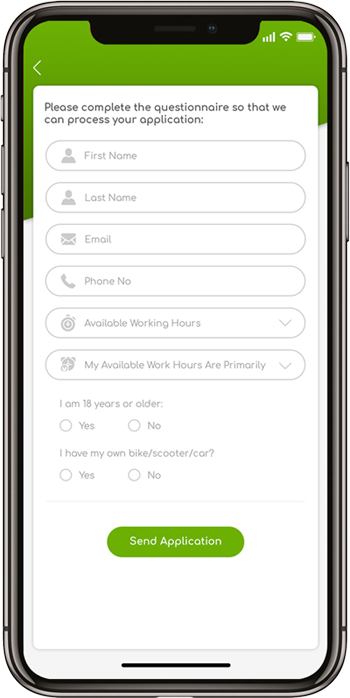 Please complete the questionnaire so that we
can process your application:
First Name
Last Name
Email
Phone No
Available Working Hours
My Available Work Hours Are Primarily
I am 18 years or older:
Yes No
I have my own bike/scooter/car?
Yes No
Send Application